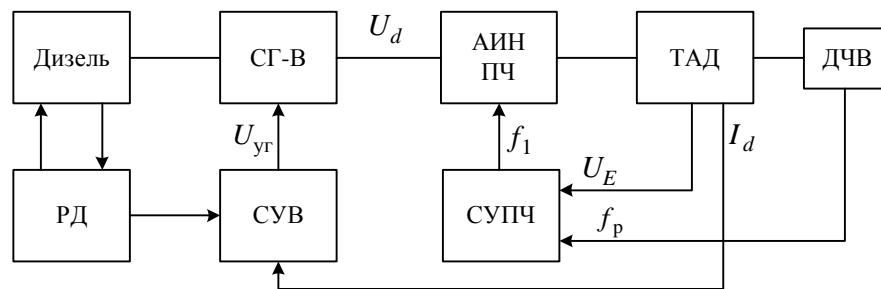 Дизель
СГ-В
U_d
АИН
ПЧ
ТАД
ДЧВ
U_уг
f_1
U_E
I_d
РД
СУВ
СУПЧ
f_р